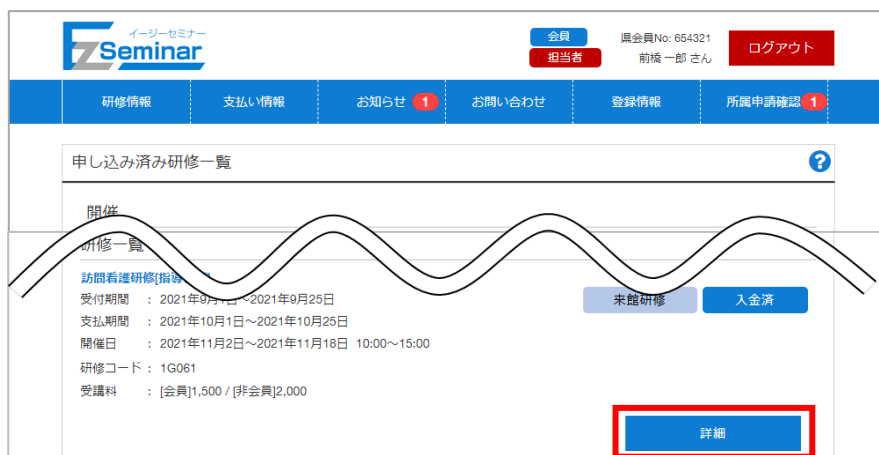 イージーセミナー
EZ Seminar
会員
担当者
県会員No: 654321
前橋 一郎 さん
ログアウト
研修情報 支払い情報 お知らせ 1 お問い合わせ 登録情報 所属申請確認 1
申し込み済み研修一覧 ?
開催
研修一覧
訪問看護研修[指導
受付期間 : 2021年9月1日~2021年9月25日
来館研修 入金済
支払期間 : 2021年10月1日~2021年10月25日
開催日 : 2021年11月2日~2021年11月18日 10:00~15:00
研修コード : 1G061
受講料 : [会員]1,500 / [非会員]2,000
詳細